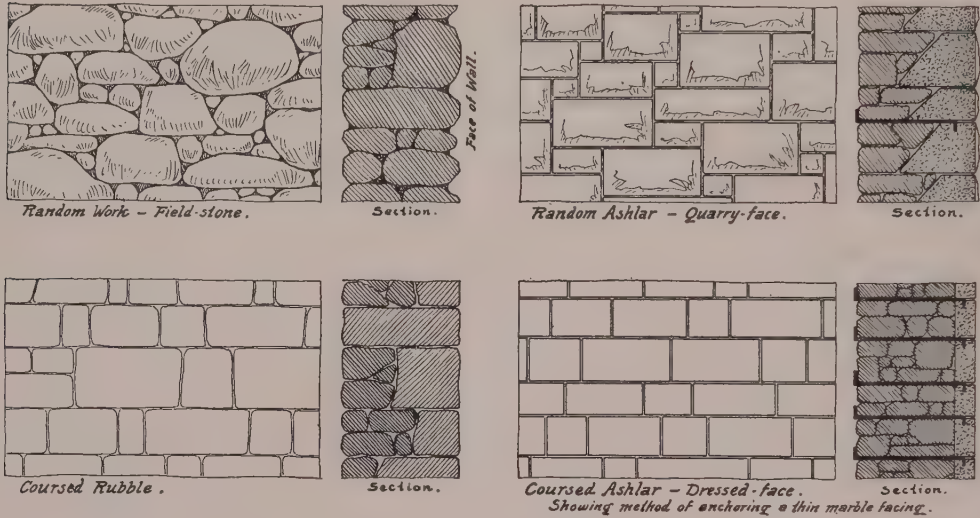 Face of Wall.
Random Work - Field-stone.
Section.
Random Ashlar - Quarry-face.
Section.
Coursed Rubble.
Section.
Coursed Ashlar - Dressed-face.
Showing method of anchoring a thin marble facing.
Section.